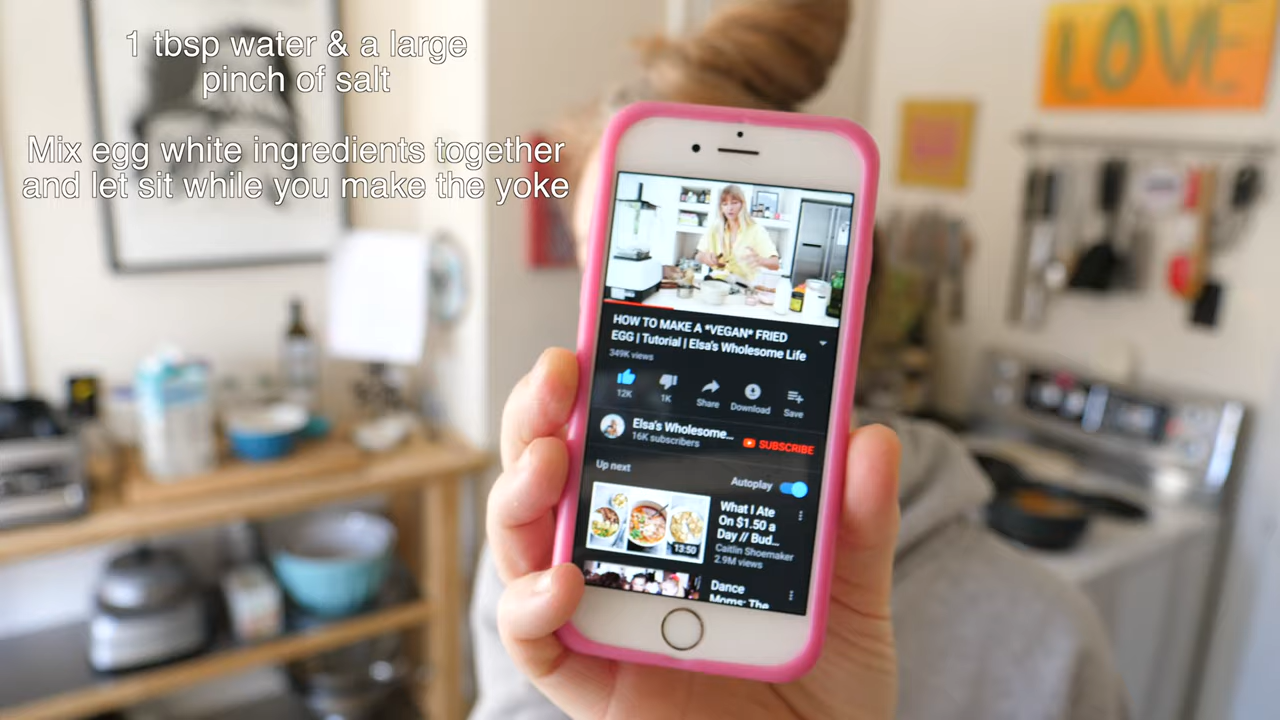 1 tbsp water & a large
pinch of salt
Mix egg white ingredients together
and let sit while you make the yoke
LOVE
HOW TO MAKE A *VEGAN* FRIED
EGG | Tutorial | Elsa's Wholesome Life
349K views
12K
1K
Share
Download
Save
Elsa's Wholesome...
16K subscribers
SUBSCRIBE
Up next
Autoplay
What I Ate
On $1.50 a
Day // Bud...
Caitlin Shoemaker
2.9M views
13:50
Dance
Moms: The